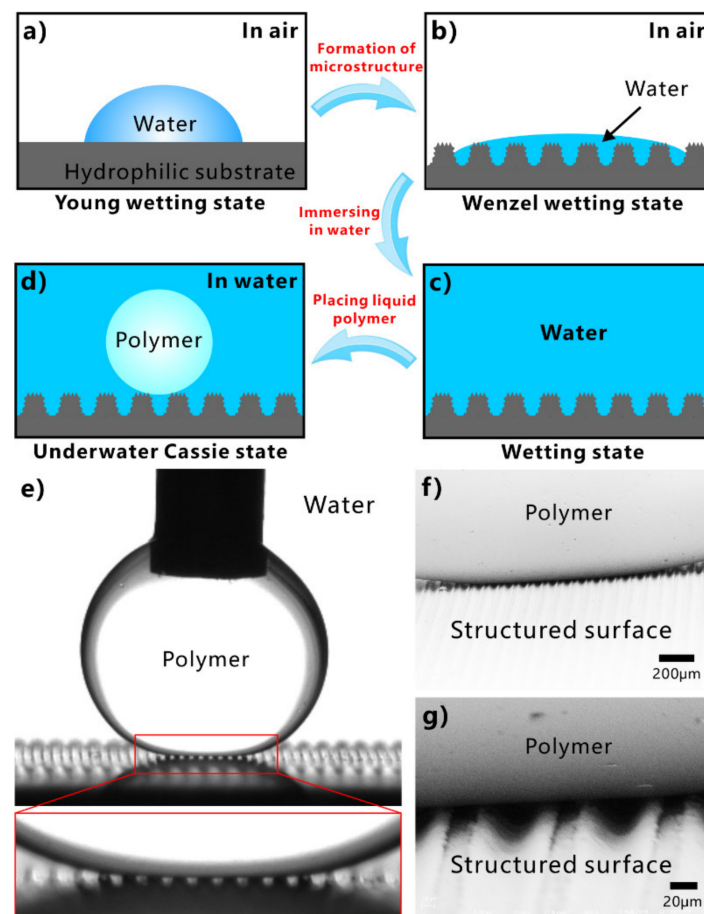 a)
In air
Water
Hydrophilic substrate
Young wetting state
Formation of
microstructure
b)
In air
Water
Wenzel wetting state
Immersing
in water
d)
In water
Polymer
Underwater Cassie state
Placing liquid
polymer
c)
Water
Wetting state
e)
Water
Polymer
f)
Polymer
Structured surface
200μm
g)
Polymer
Structured surface
20μm